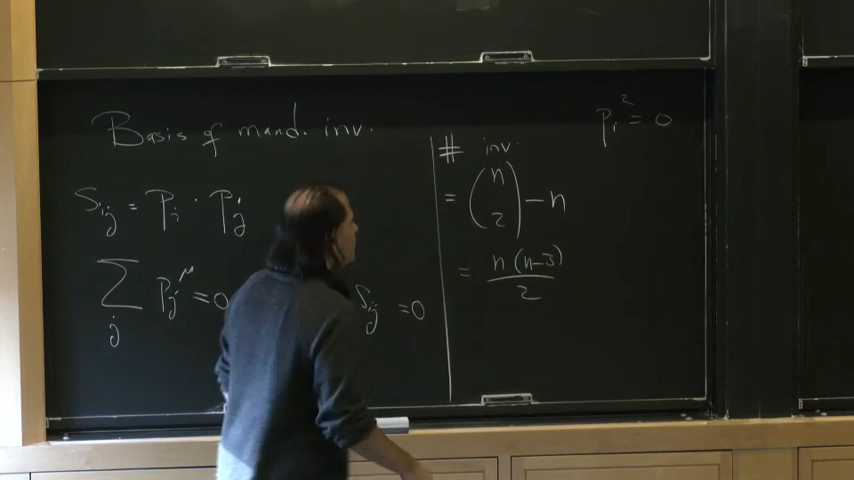 Basis of mand. inv.
S_ij = P_i · P_j
∑_j P_j^μ = 0
S_ij = 0
# inv.
= (n 2) - n
= n(n-3)/2
P_i^2 = 0